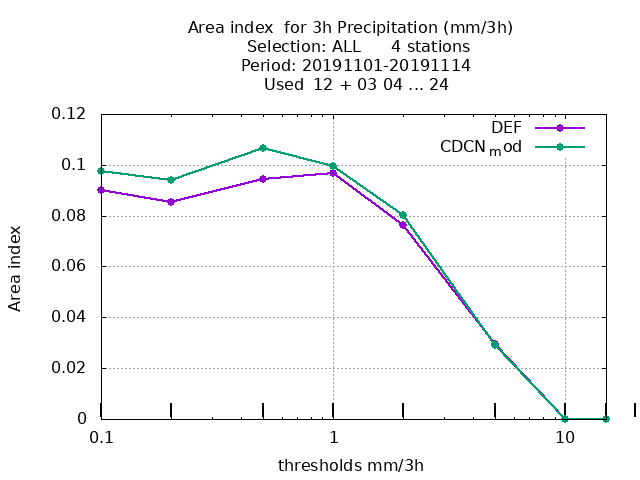 Area index  for 3h Precipitation (mm/3h)
Selection: ALL      4 stations
Period: 20191101-20191114
Used  12 + 03 04 ... 24
DEF
CDCNmod
0.12
0.1
0.08
0.06
0.04
0.02
0
Area index
0.1
1
10
thresholds mm/3h